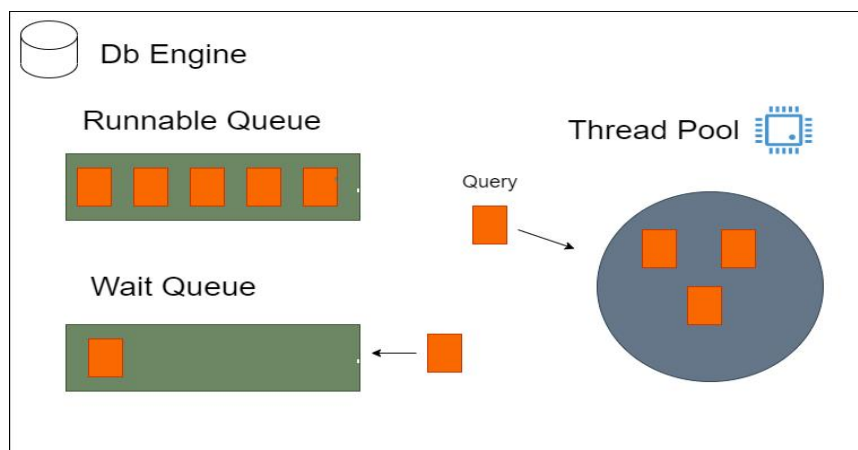 Db Engine
Runnable Queue
Thread Pool
Query
Wait Queue